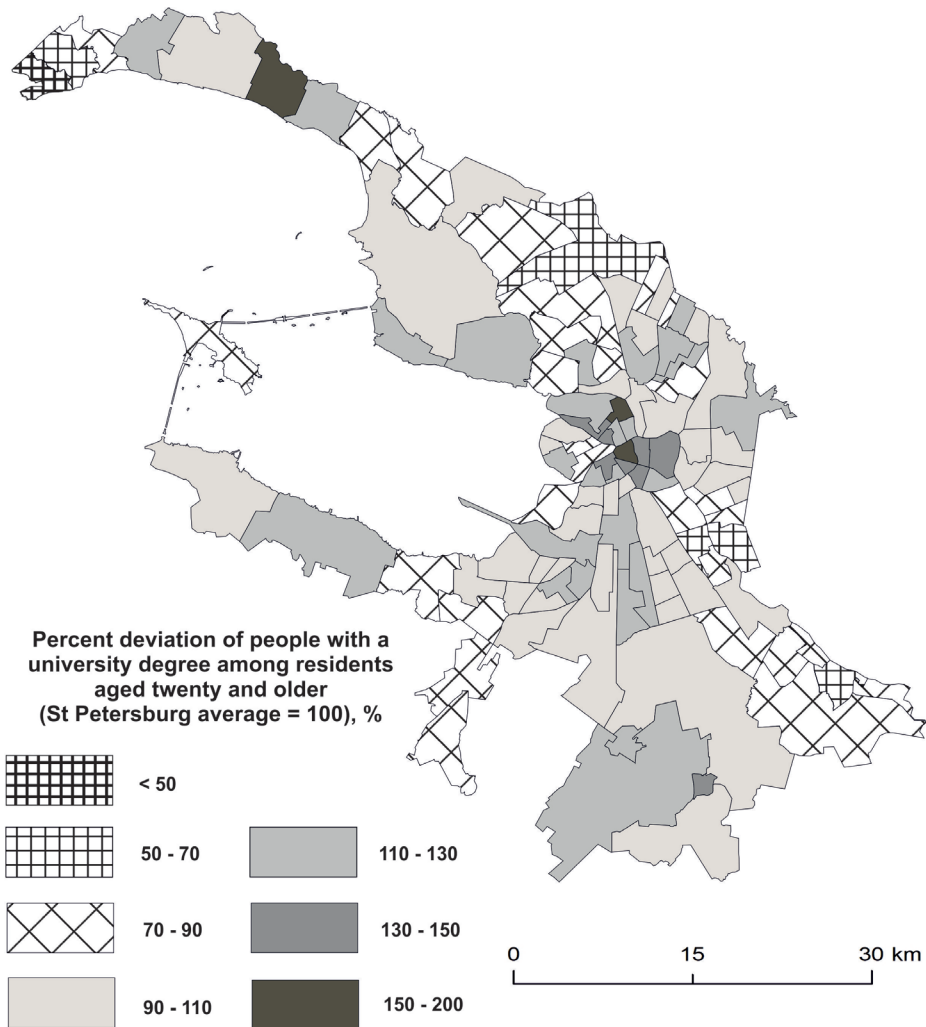 Percent deviation of people with a
university degree among residents
aged twenty and older
(St Petersburg average = 100), %
< 50
50 - 70
110 - 130
70 - 90
130 - 150
90 - 110
150 - 200
0 15 30 km